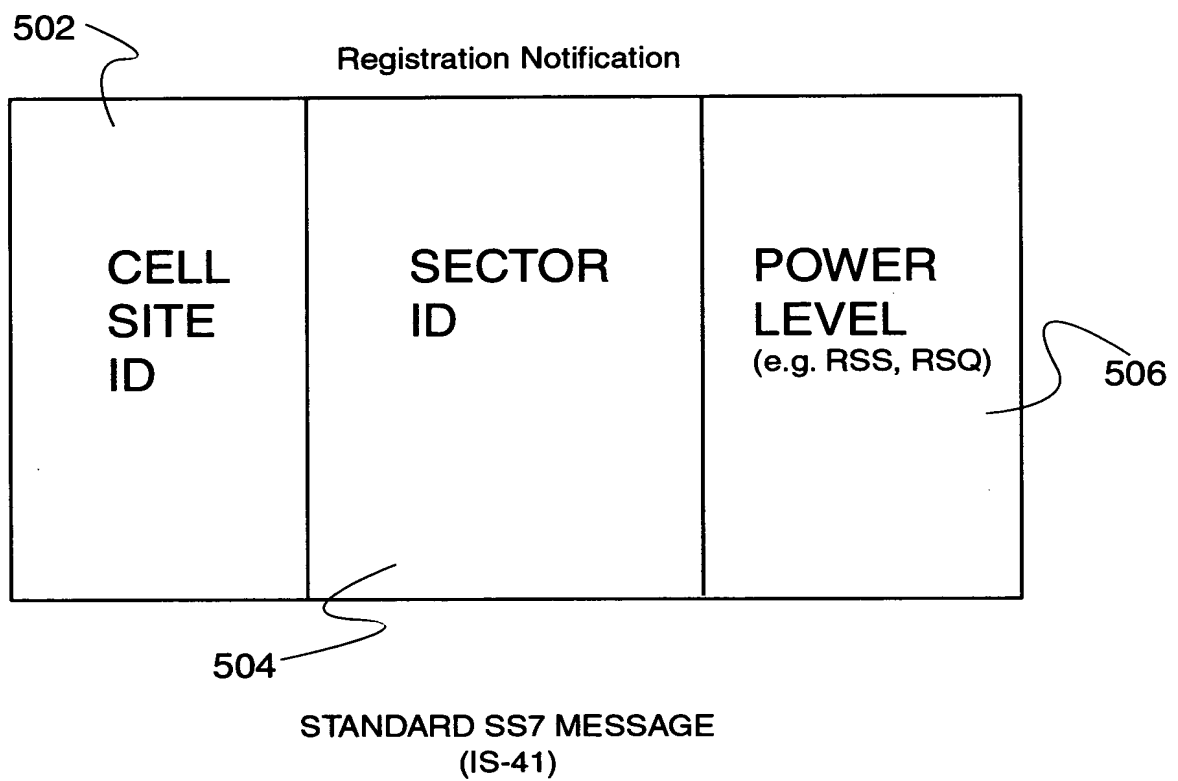 502
Registration Notification
CELL
SITE
ID
SECTOR
ID
POWER
LEVEL
(e.g. RSS, RSQ)
506
504
STANDARD SS7 MESSAGE
(IS-41)